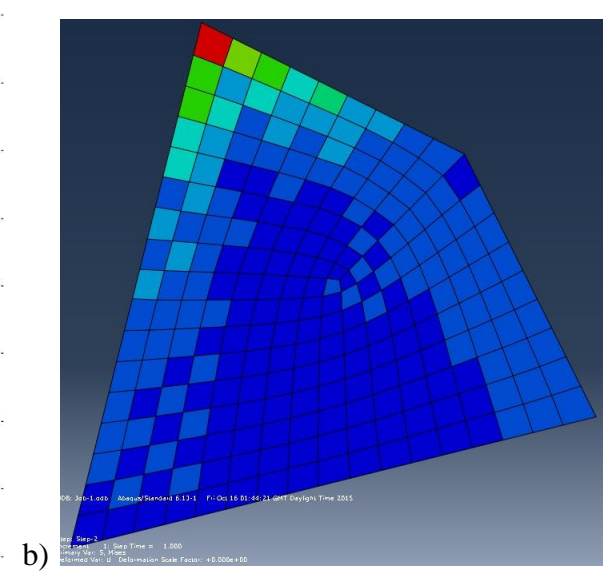 ODB: Job-1.odb Abaqus/Standard 6.13-1 Fri Oct 16 01:44:21 GMT Daylight Time 2015
Step: Step-2
1: Step Time = 1.000
Primary Var: S, Mises
Deformed Var: U Deformation Scale Factor: +0.000e+00
b)